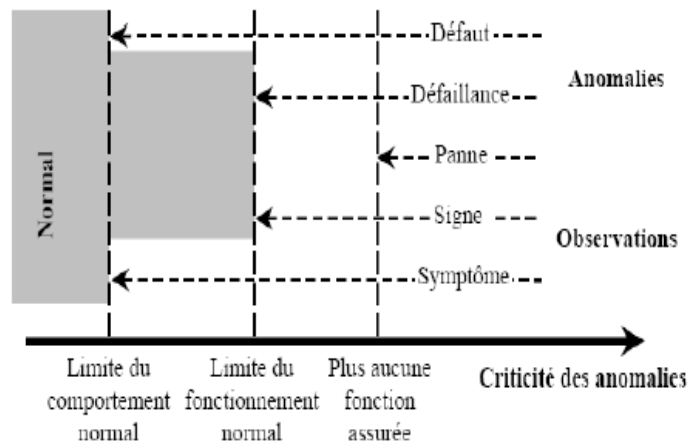 Défaut
Anomalies
Défaillance
Panne
Normal
Signe
Observations
Symptôme
Limite du
comportement
normal
Limite du
fonctionnement
normal
Plus aucune
fonction
assurée
Criticité des anomalies